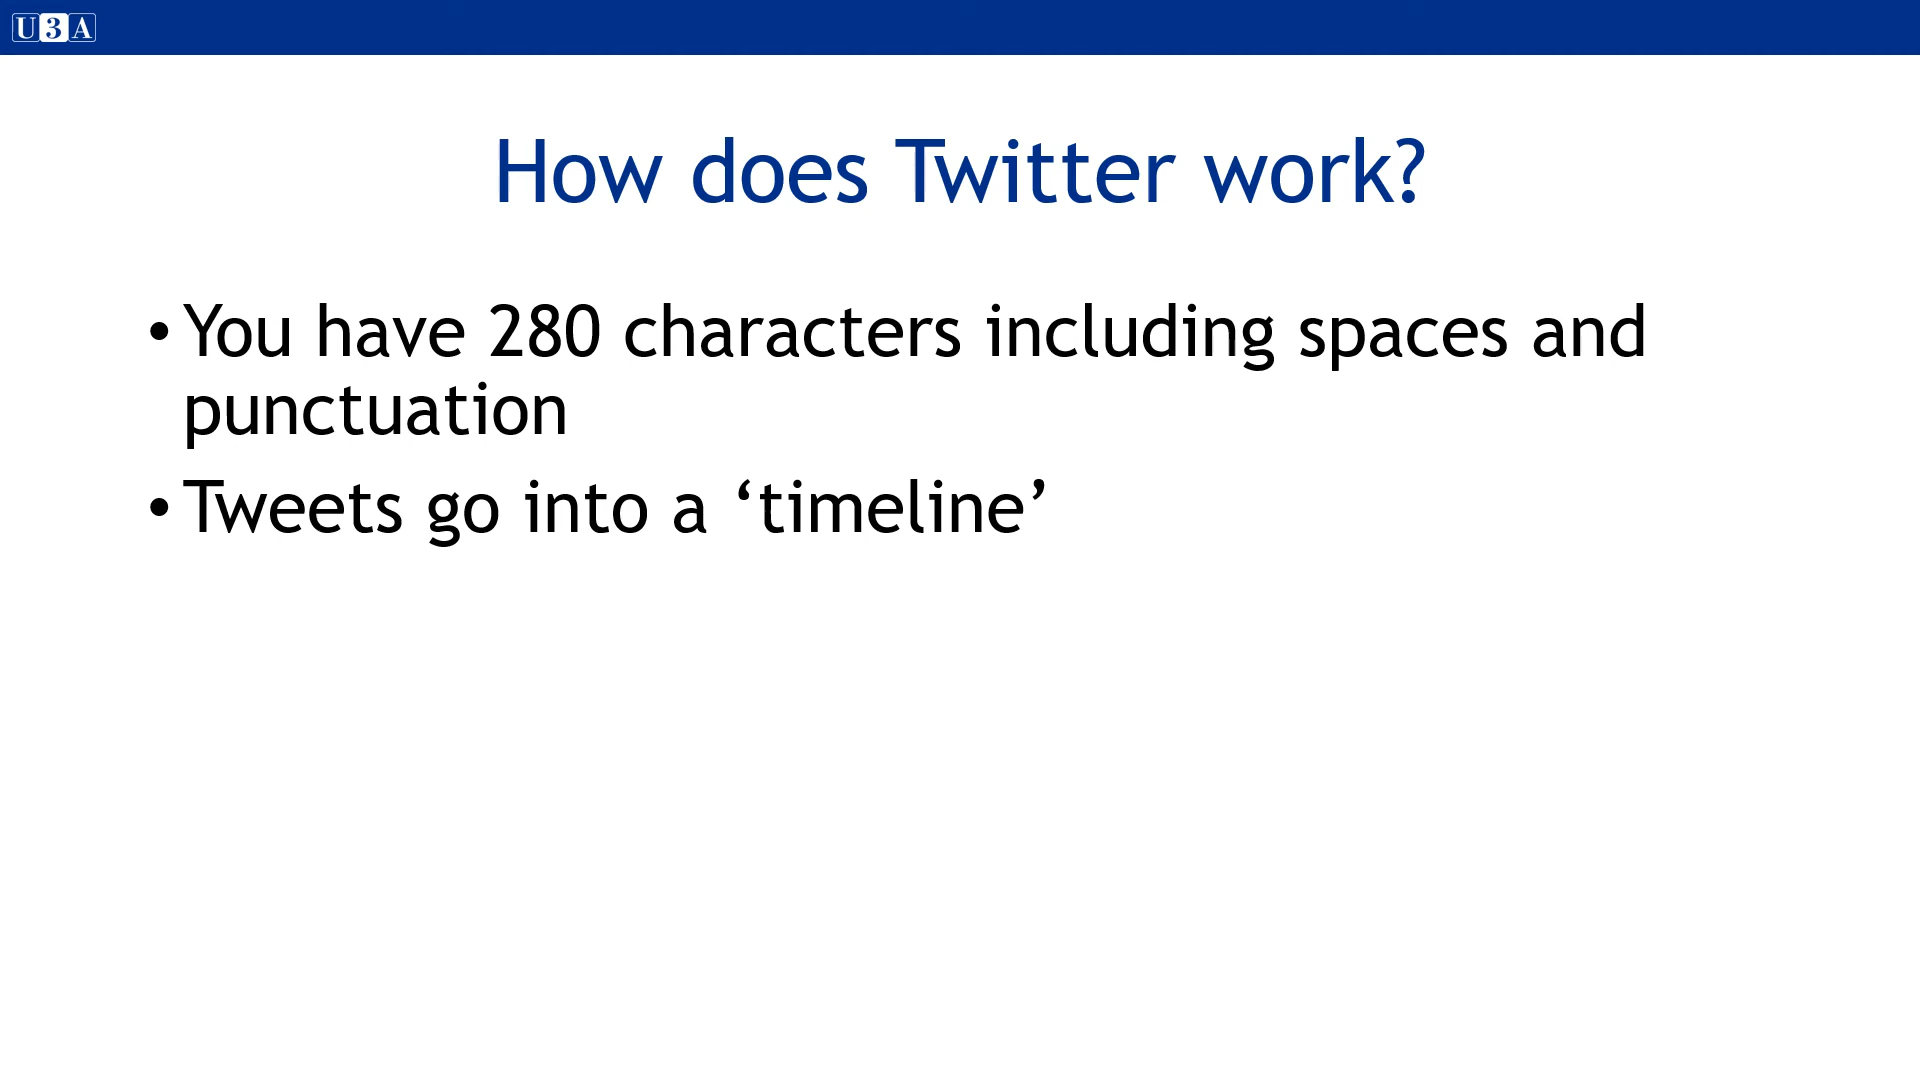 U3A
How does Twitter work?
• You have 280 characters including spaces and
punctuation
• Tweets go into a ‘timeline’